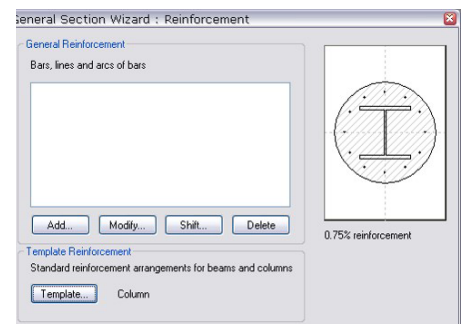 General Section Wizard : Reinforcement
General Reinforcement
Bars, lines and arcs of bars
Add...
Modify...
Shift...
Delete
0.75% reinforcement
Template Reinforcement
Standard reinforcement arrangements for beams and columns
Template...
Column